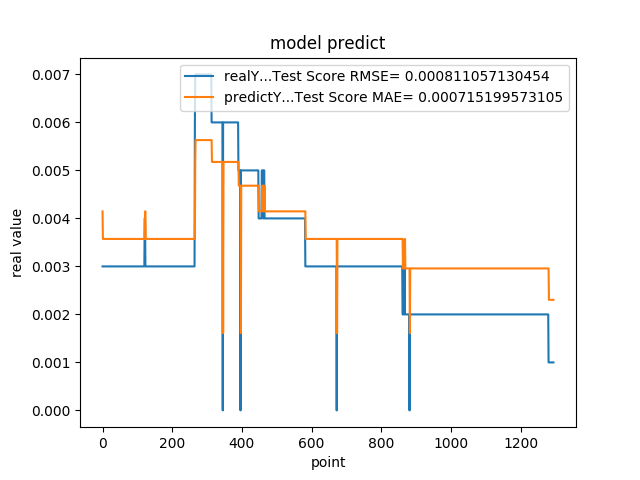 model predict
realY...Test Score RMSE= 0.000811057130454
predictY...Test Score MAE= 0.000715199573105
0.007
0.006
0.005
0.004
0.003
0.002
0.001
0.000
real value
0 200 400 600 800 1000 1200
point